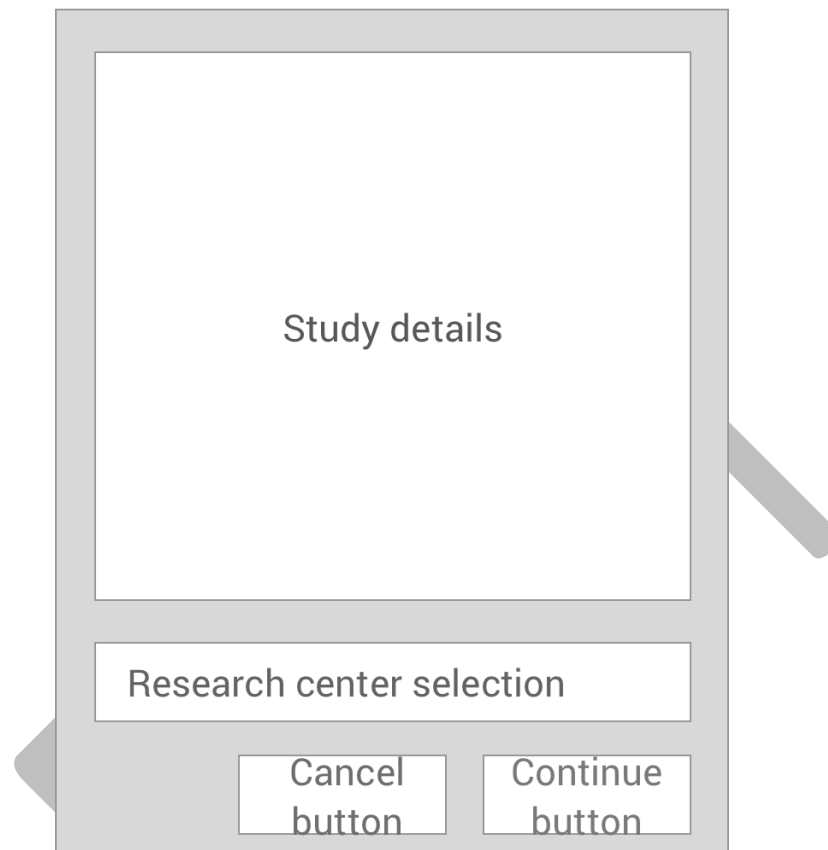 Study details
Research center selection
Cancel
button
Continue
button